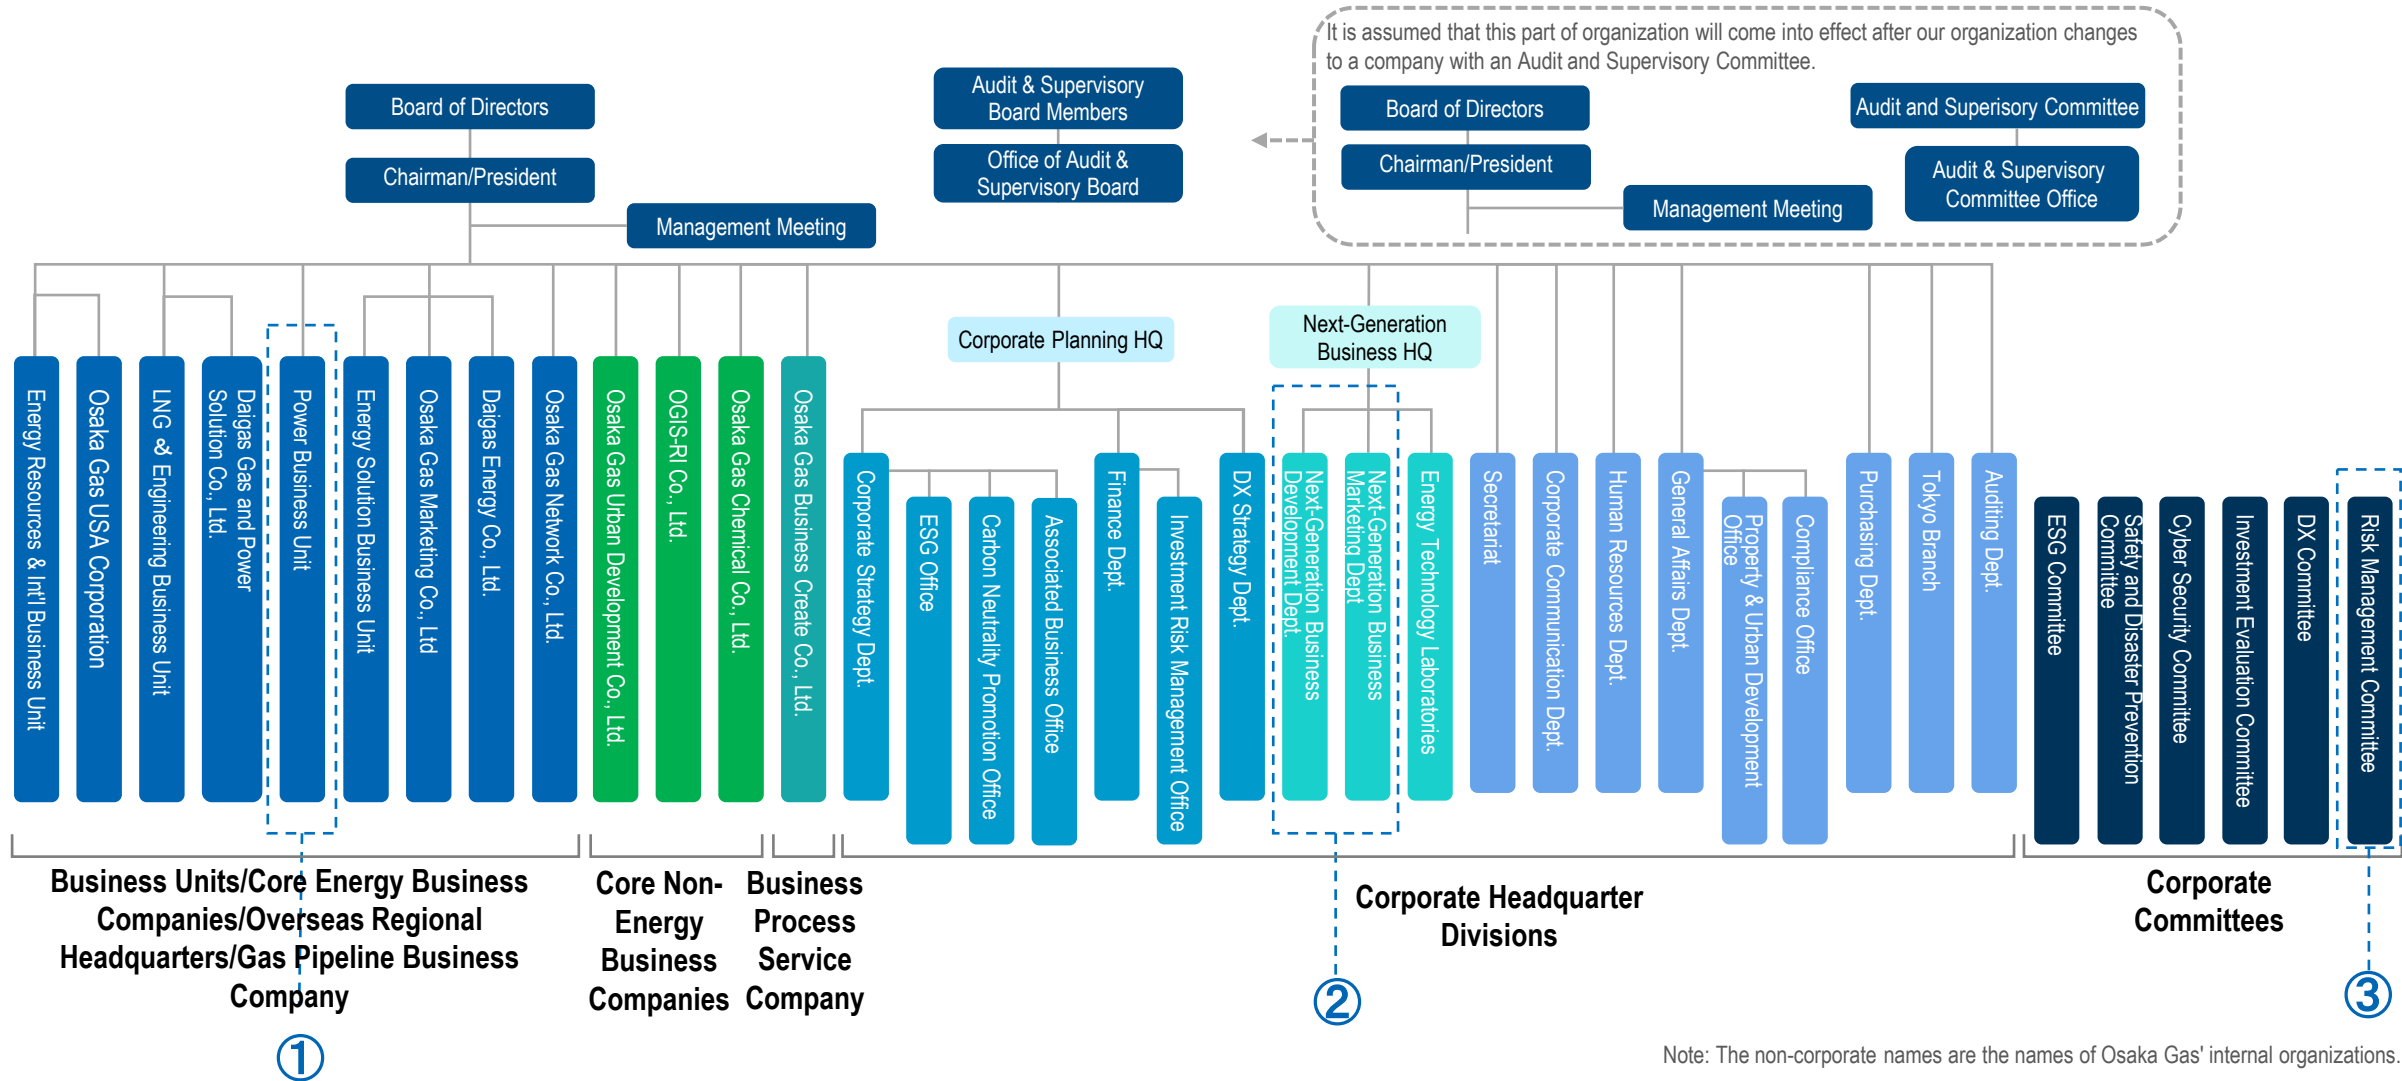 It is assumed that this part of organization will come into effect after our organization changes
to a company with an Audit and Supervisory Committee.
Board of Directors
Chairman/President
Management Meeting
Audit & Supervisory
Board Members
Office of Audit &
Supervisory Board
Board of Directors
Chairman/President
Management Meeting
Audit and Superisory Committee
Audit & Supervisory
Committee Office
Corporate Planning HQ
Next-Generation
Business HQ
Energy Resources & Int'l Business Unit
Osaka Gas USA Corporation
LNG & Engineering Business Unit
Daigas Gas and Power
Solution Co., Ltd.
Power Business Unit
Energy Solution Business Unit
Osaka Gas Marketing Co., Ltd
Daigas Energy Co., Ltd.
Osaka Gas Network Co., Ltd.
Osaka Gas Urban Development Co., Ltd.
OGIS-RI Co., Ltd.
Osaka Gas Chemical Co., Ltd.
Osaka Gas Business Create Co., Ltd.
Corporate Strategy Dept.
ESG Office
Carbon Neutrality Promotion Office
Associated Business Office
Finance Dept.
Investment Risk Management Office
DX Strategy Dept.
Next-Generation Business
Development Dept.
Next-Generation Business
Marketing Dept
Energy Technology Laboratories
Secretariat
Corporate Communication Dept.
Human Resources Dept.
General Affairs Dept.
Property & Urban Development
Office
Compliance Office
Purchasing Dept.
Tokyo Branch
Auditing Dept.
ESG Committee
Safety and Disaster Prevention
Committee
Cyber Security Committee
Investment Evaluation Committee
DX Committee
Risk Management Committee
Business Units/Core Energy Business
Companies/Overseas Regional
Headquarters/Gas Pipeline Business
Company
Core Non-
Energy
Business
Companies
Business
Process
Service
Company
Corporate Headquarter
Divisions
Corporate
Committees
①
②
③
Note: The non-corporate names are the names of Osaka Gas' internal organizations.